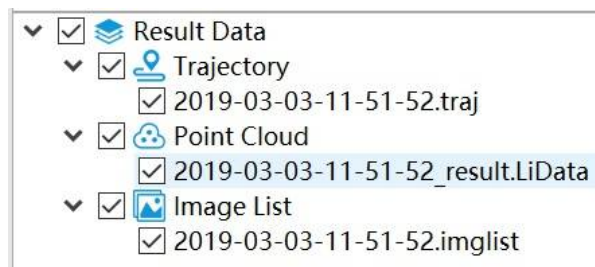 Result Data
Trajectory
2019-03-03-11-51-52.traj
Point Cloud
2019-03-03-11-51-52_result.LiData
Image List
2019-03-03-11-51-52.imglist